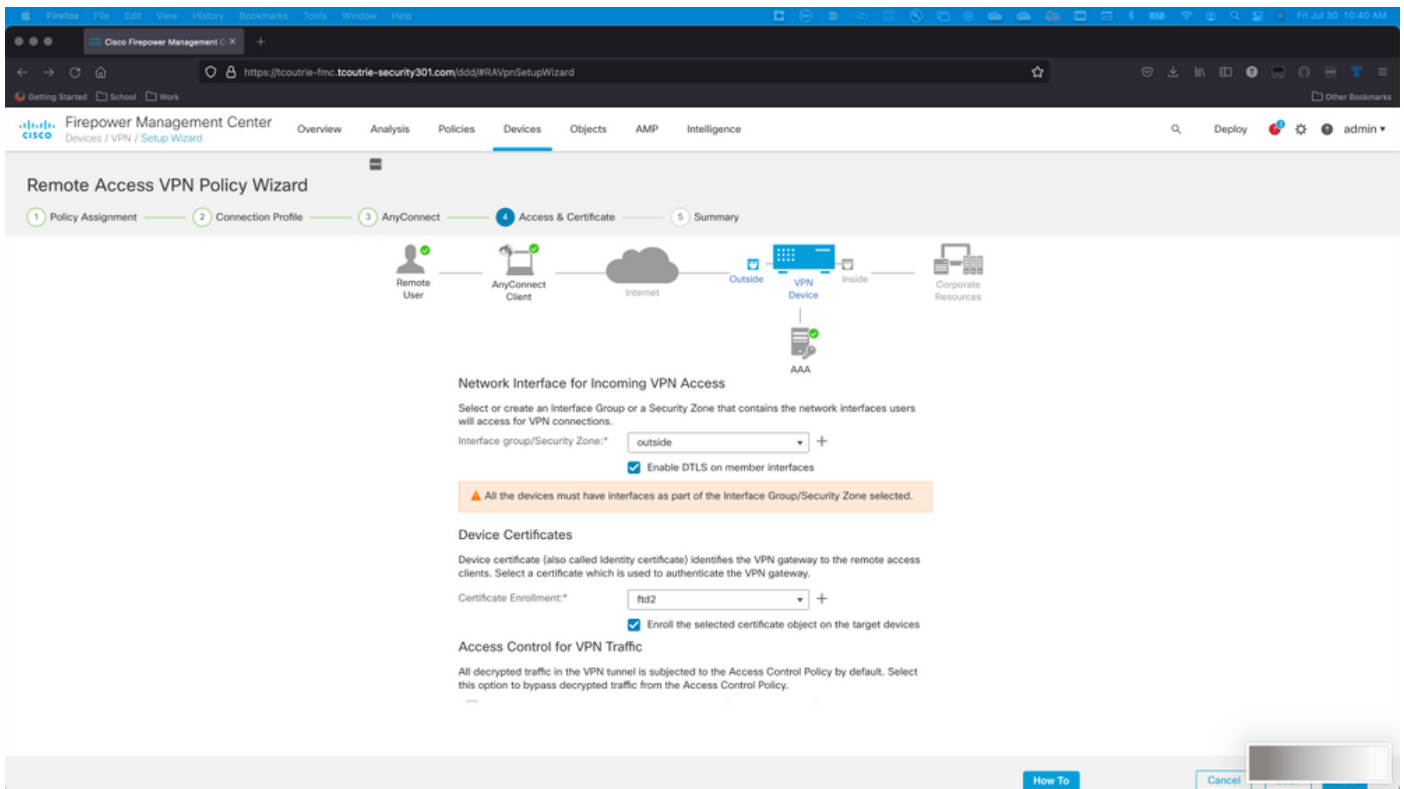 Firefox File Edit View History Bookmarks Tools Window Help Fri Jul 30 10:40 AM
Cisco Firepower Management C
https://tcoutrie-fmc.tcoutrie-security301.com/ddd/#RAVpnSetupWizard
Getting Started School Work Other Bookmarks
CISCO Firepower Management Center Overview Analysis Policies Devices Objects AMP Intelligence Deploy admin
Devices / VPN / Setup Wizard
Remote Access VPN Policy Wizard
1 Policy Assignment 2 Connection Profile 3 AnyConnect 4 Access & Certificate 5 Summary
Remote User
AnyConnect Client
Internet
Outside
VPN Device
Inside
Corporate Resources
AAA
Network Interface for Incoming VPN Access
Select or create an Interface Group or a Security Zone that contains the network interfaces users
will access for VPN connections.
Interface group/Security Zone:* outside
Enable DTLS on member interfaces
All the devices must have interfaces as part of the Interface Group/Security Zone selected.
Device Certificates
Device certificate (also called Identity certificate) identifies the VPN gateway to the remote access
clients. Select a certificate which is used to authenticate the VPN gateway.
Certificate Enrollment:* ftd2
Enroll the selected certificate object on the target devices
Access Control for VPN Traffic
All decrypted traffic in the VPN tunnel is subjected to the Access Control Policy by default. Select
this option to bypass decrypted traffic from the Access Control Policy.
How To Cancel